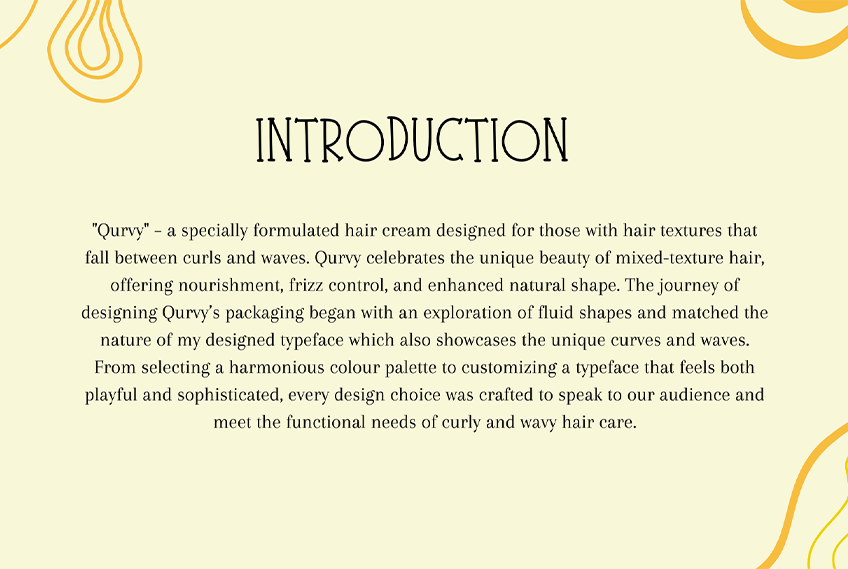 INTRODUCTION
"Qurvy" – a specially formulated hair cream designed for those with hair textures that
fall between curls and waves. Qurvy celebrates the unique beauty of mixed-texture hair,
offering nourishment, frizz control, and enhanced natural shape. The journey of
designing Qurvy's packaging began with an exploration of fluid shapes and matched the
nature of my designed typeface which also showcases the unique curves and waves.
From selecting a harmonious colour palette to customizing a typeface that feels both
playful and sophisticated, every design choice was crafted to speak to our audience and
meet the functional needs of curly and wavy hair care.